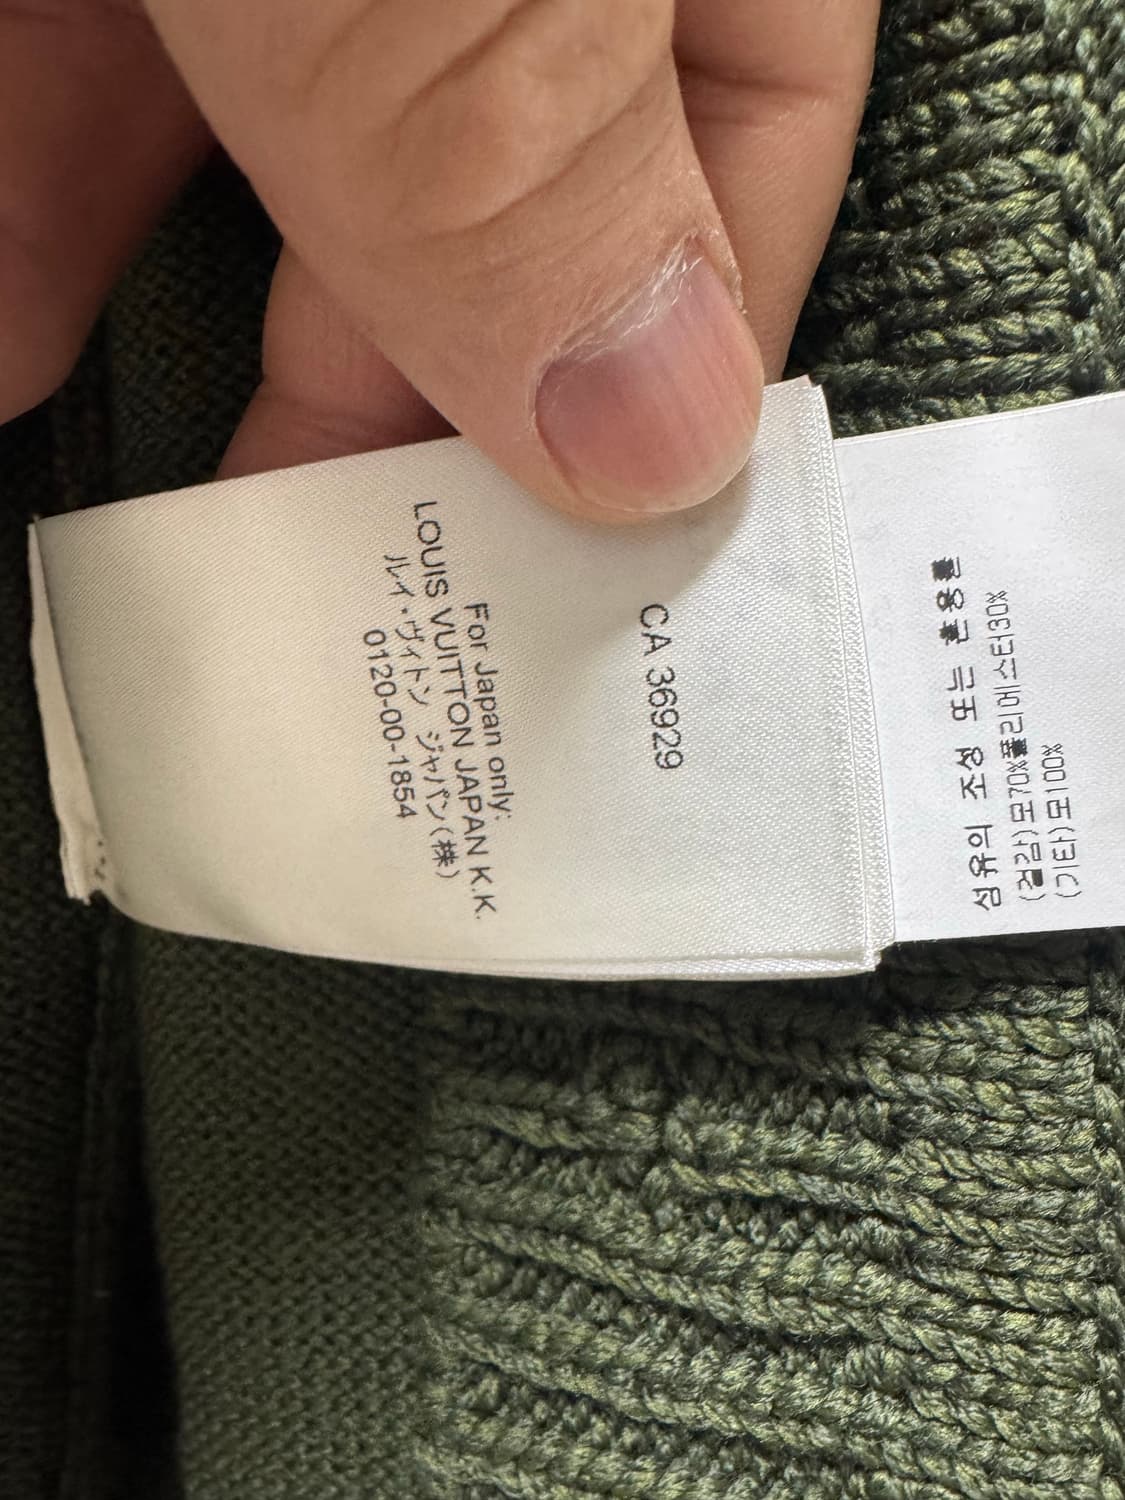 CA 36929
For Japan only:
LOUIS VUITTON JAPAN K.K.
ルイ・ヴィトン ジャパン(株)
0120-00-1854
섬유의 조성 또는 혼용률
(겉감)모70%폴리에스터30%
(기타)모100%